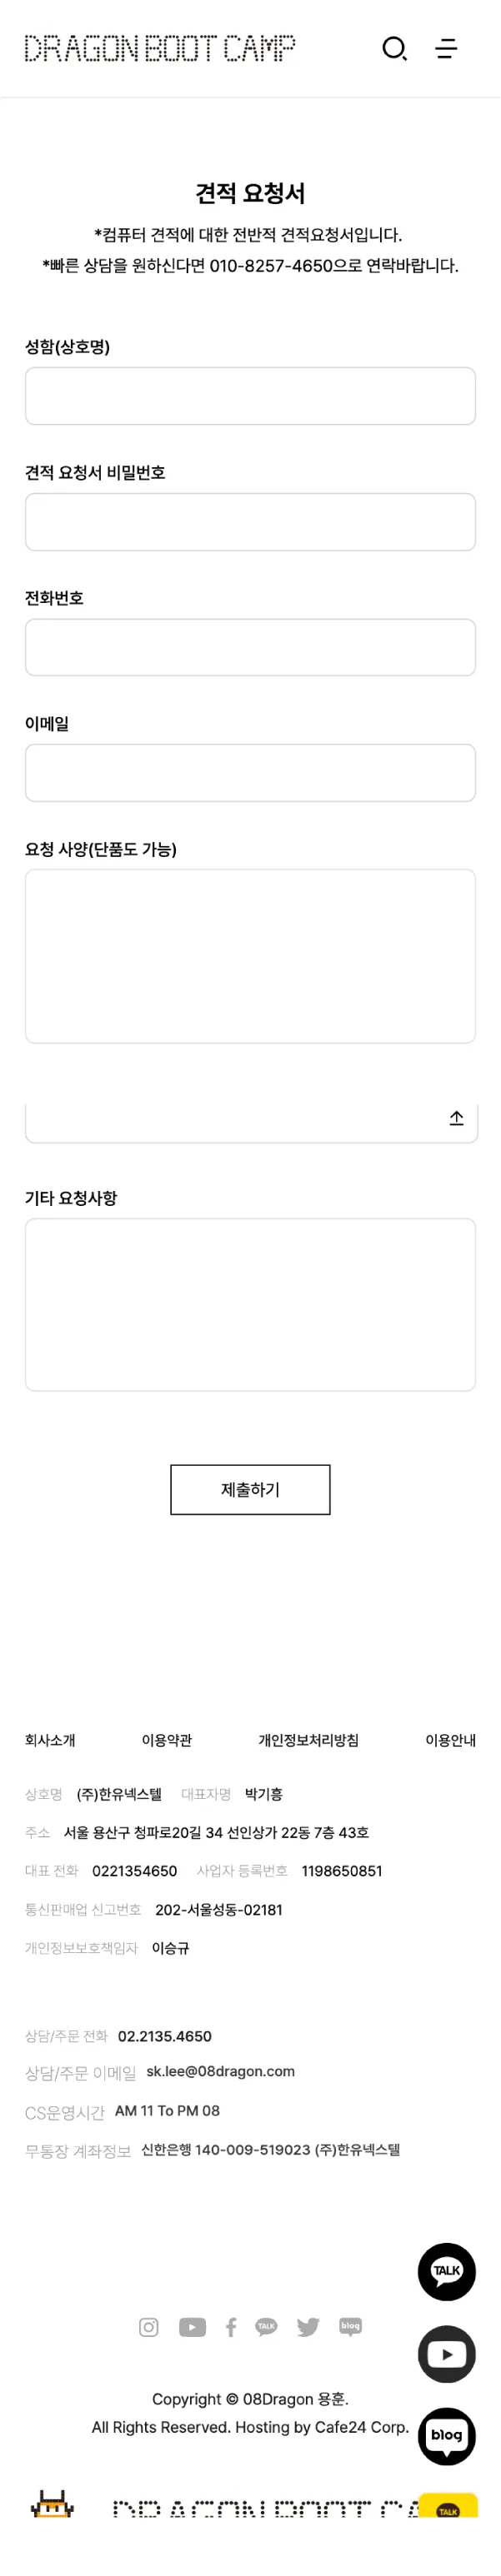 DRAGON BOOT CAMP
견적 요청서
*컴퓨터 견적에 대한 전반적 견적요청서입니다.
*빠른 상담을 원하신다면 010-8257-4650으로 연락바랍니다.
성함(상호명)
견적 요청서 비밀번호
전화번호
이메일
요청 사양(단품도 가능)
기타 요청사항
제출하기
회사소개 이용약관 개인정보처리방침 이용안내
상호명 (주)한유넥스텔 대표자명 박기흥
주소 서울 용산구 청파로20길 34 선인상가 22동 7층 43호
대표 전화 0221354650 사업자 등록번호 1198650851
통신판매업 신고번호 202-서울성동-02181
개인정보보호책임자 이승규
상담/주문 전화 02.2135.4650
상담/주문 이메일 sk.lee@08dragon.com
CS운영시간 AM 11 To PM 08
무통장 계좌정보 신한은행 140-009-519023 (주)한유넥스텔
TALK
TALK blog
Copyright © 08Dragon 용훈.
All Rights Reserved. Hosting by Cafe24 Corp.
blog
DRAGON BOOT CA
TALK